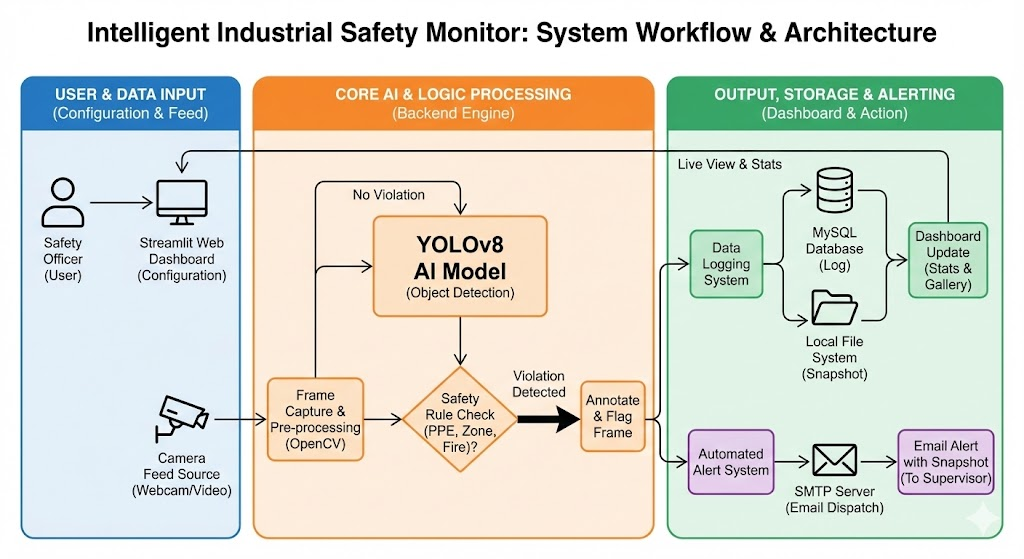 Intelligent Industrial Safety Monitor: System Workflow & Architecture
USER & DATA INPUT
(Configuration & Feed)
Safety
Officer
(User)
Streamlit Web
Dashboard
(Configuration)
Camera
Feed Source
(Webcam/Video)
CORE AI & LOGIC PROCESSING
(Backend Engine)
No Violation
YOLOv8
AI Model
(Object Detection)
Frame
Capture &
Pre-processing
(OpenCV)
Safety
Rule Check
(PPE, Zone,
Fire)?
Violation
Detected
Annotate
& Flag
Frame
OUTPUT, STORAGE & ALERTING
(Dashboard & Action)
Live View & Stats
Data
Logging
System
MySQL
Database
(Log)
Local File
System
(Snapshot)
Dashboard
Update
(Stats &
Gallery)
Automated
Alert System
SMTP Server
(Email Dispatch)
Email Alert
with Snapshot
(To Supervisor)